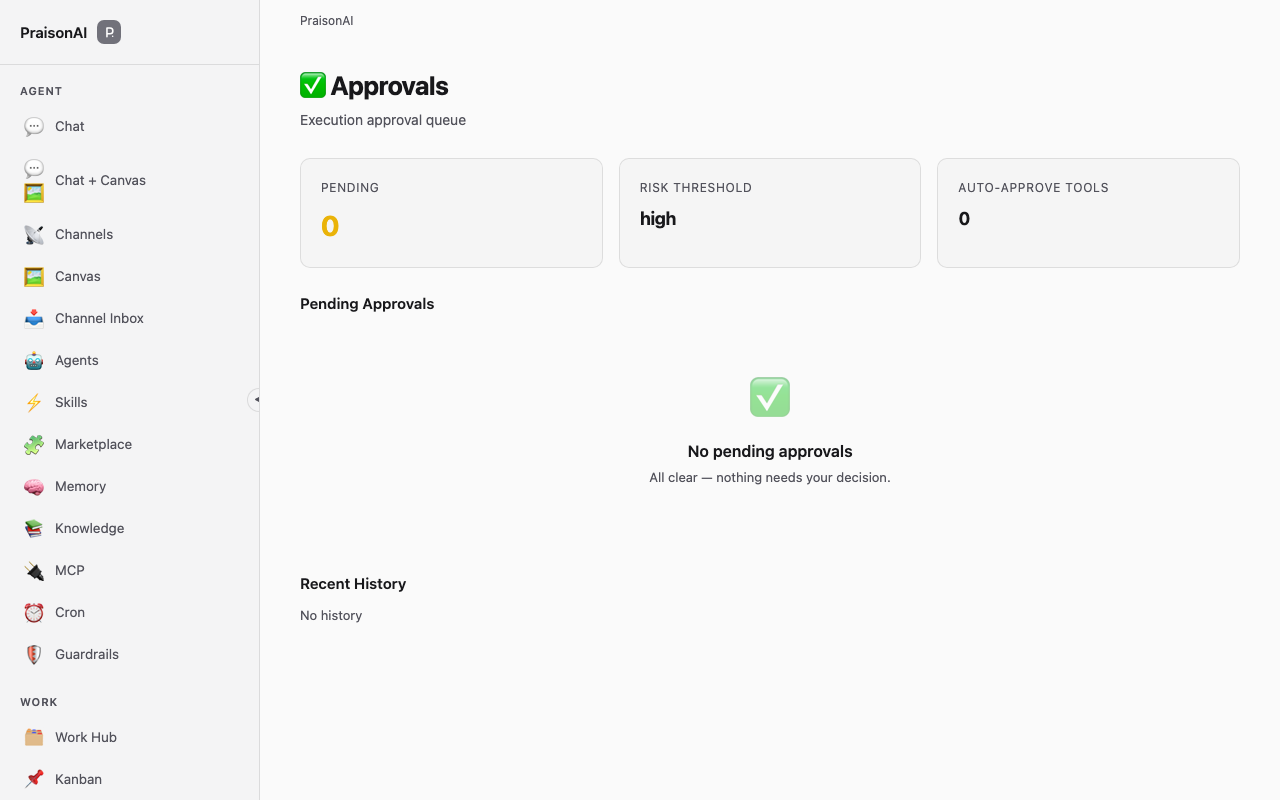 PraisonAI
P.
AGENT
Chat
Chat + Canvas
Channels
Canvas
Channel Inbox
Agents
Skills
Marketplace
Memory
Knowledge
MCP
Cron
Guardrails
WORK
Work Hub
Kanban
PraisonAI
Approvals
Execution approval queue
PENDING
0
RISK THRESHOLD
high
AUTO-APPROVE TOOLS
0
Pending Approvals
No pending approvals
All clear — nothing needs your decision.
Recent History
No history